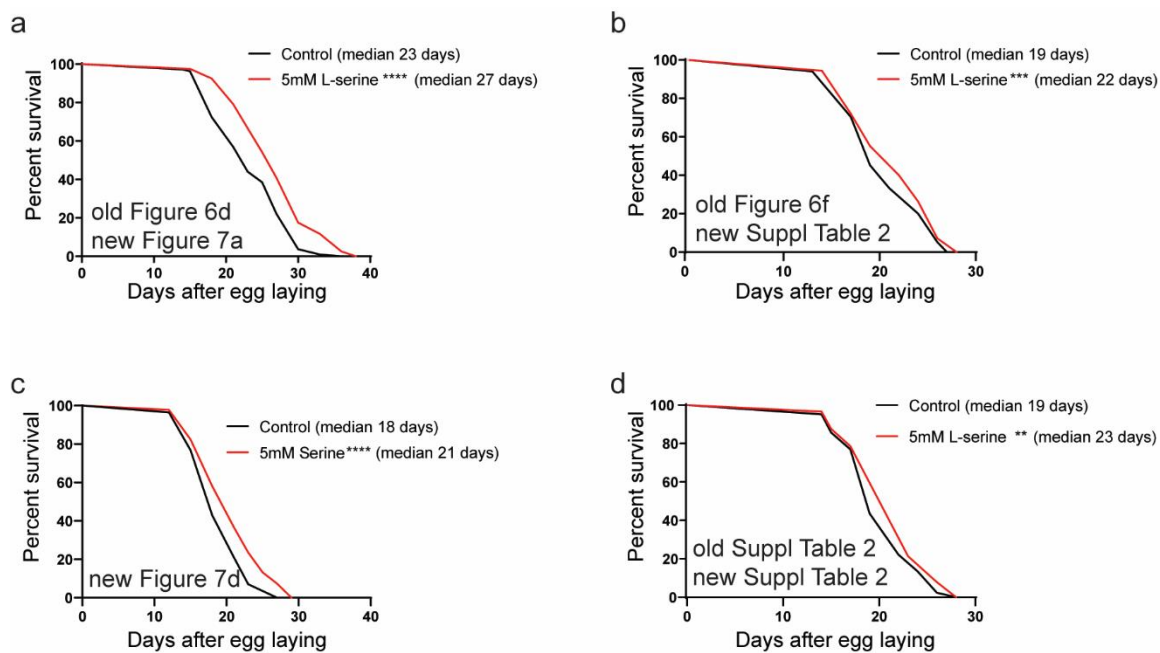 a
Control (median 23 days)
5mM L-serine **** (median 27 days)
Percent survival
100
80
60
40
20
0
old Figure 6d
new Figure 7a
0 10 20 30 40
Days after egg laying
b
Control (median 19 days)
5mM L-serine *** (median 22 days)
Percent survival
100
80
60
40
20
0
old Figure 6f
new Suppl Table 2
0 10 20 30
Days after egg laying
c
Control (median 18 days)
5mM Serine**** (median 21 days)
Percent survival
100
80
60
40
20
0
new Figure 7d
0 10 20 30 40
Days after egg laying
d
Control (median 19 days)
5mM L-serine ** (median 23 days)
Percent survival
100
80
60
40
20
0
old Suppl Table 2
new Suppl Table 2
0 10 20 30
Days after egg laying